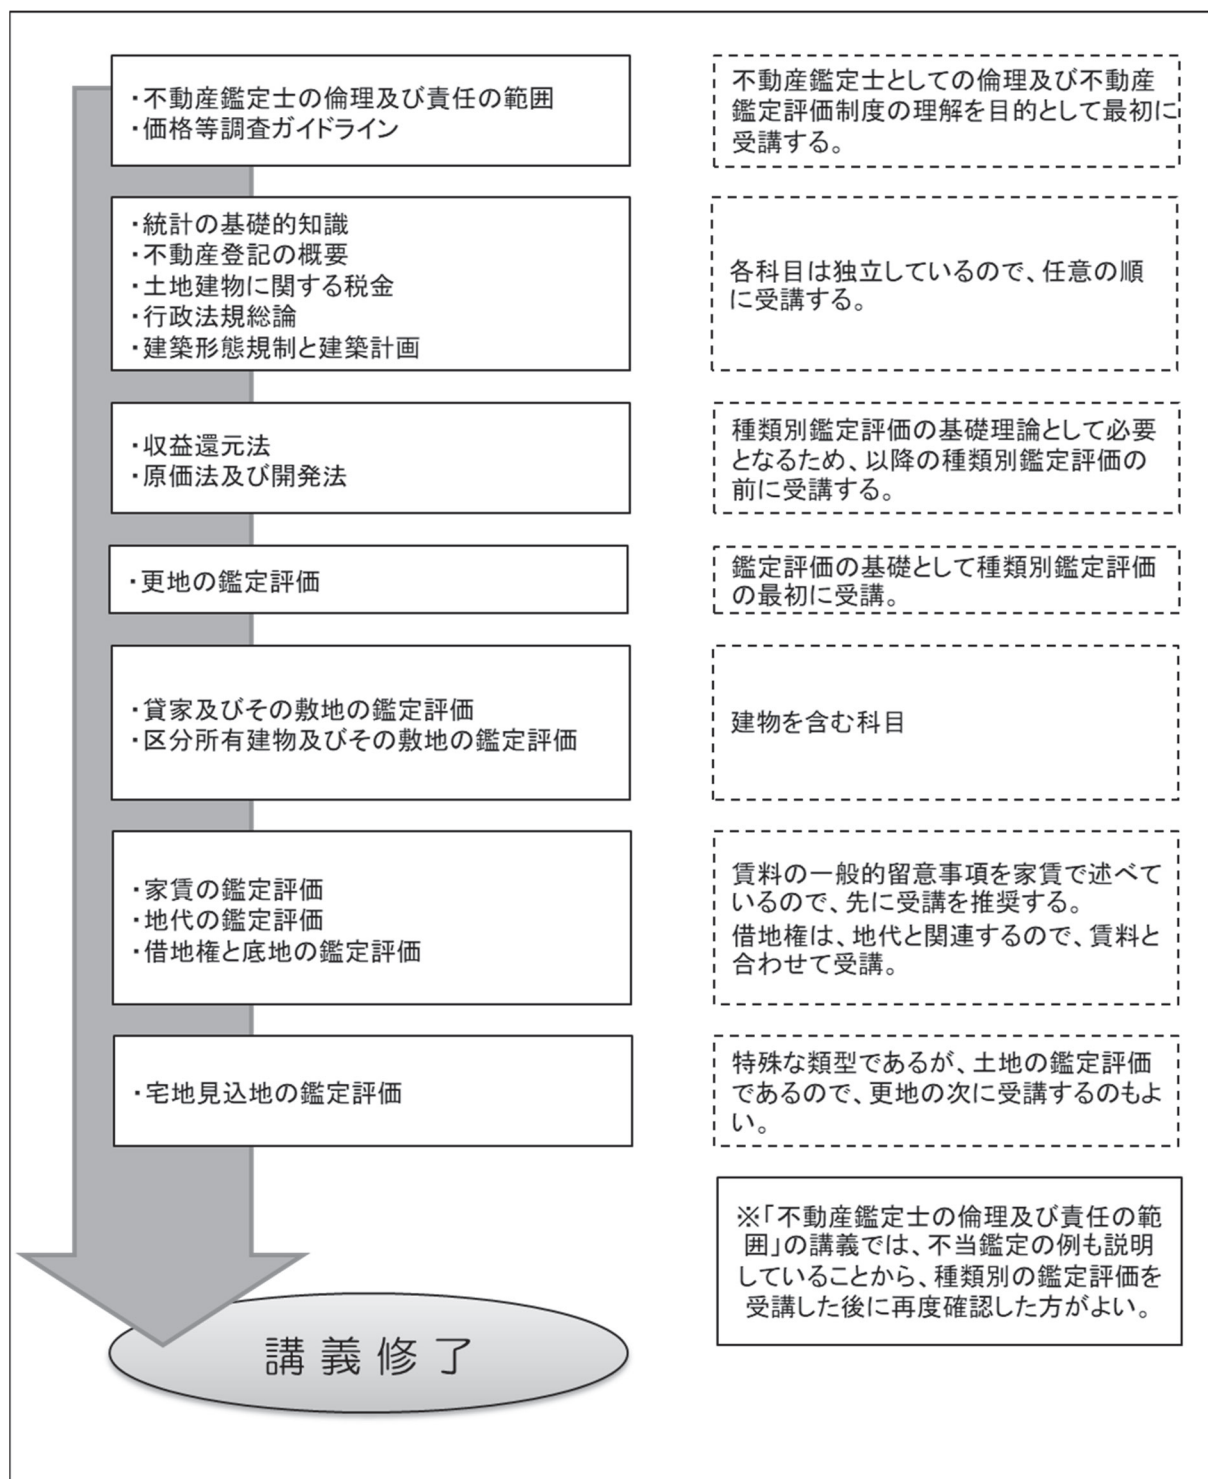 ・不動産鑑定士の倫理及び責任の範囲
・価格等調査ガイドライン
不動産鑑定士としての倫理及び不動産
鑑定評価制度の理解を目的として最初に
受講する。
・統計の基礎的知識
・不動産登記の概要
・土地建物に関する税金
・行政法規総論
・建築形態規制と建築計画
各科目は独立しているので、任意の順
に受講する。
・収益還元法
・原価法及び開発法
種類別鑑定評価の基礎理論として必要
となるため、以降の種類別鑑定評価の
前に受講する。
・更地の鑑定評価
鑑定評価の基礎として種類別鑑定評価
の最初に受講。
・貸家及びその敷地の鑑定評価
・区分所有建物及びその敷地の鑑定評価
建物を含む科目
・家賃の鑑定評価
・地代の鑑定評価
・借地権と底地の鑑定評価
賃料の一般的留意事項を家賃で述べて
いるので、先に受講を推奨する。
借地権は、地代と関連するので、賃料と
合わせて受講。
・宅地見込地の鑑定評価
特殊な類型であるが、土地の鑑定評価
であるので、更地の次に受講するのもよ
い。
※「不動産鑑定士の倫理及び責任の範
囲」の講義では、不当鑑定の例も説明
していることから、種類別の鑑定評価を
受講した後に再度確認した方がよい。
講義修了